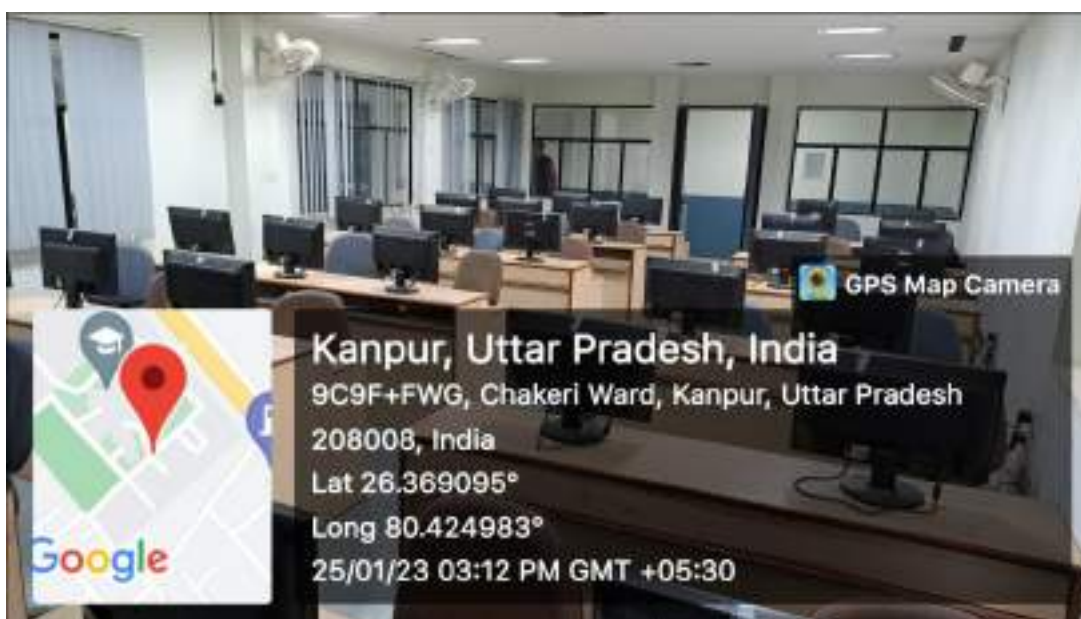 GPS Map Camera
Kanpur, Uttar Pradesh, India
9C9F+FWG, Chakeri Ward, Kanpur, Uttar Pradesh
208008, India
Lat 26.369095°
Long 80.424983°
25/01/23 03:12 PM GMT +05:30
Google